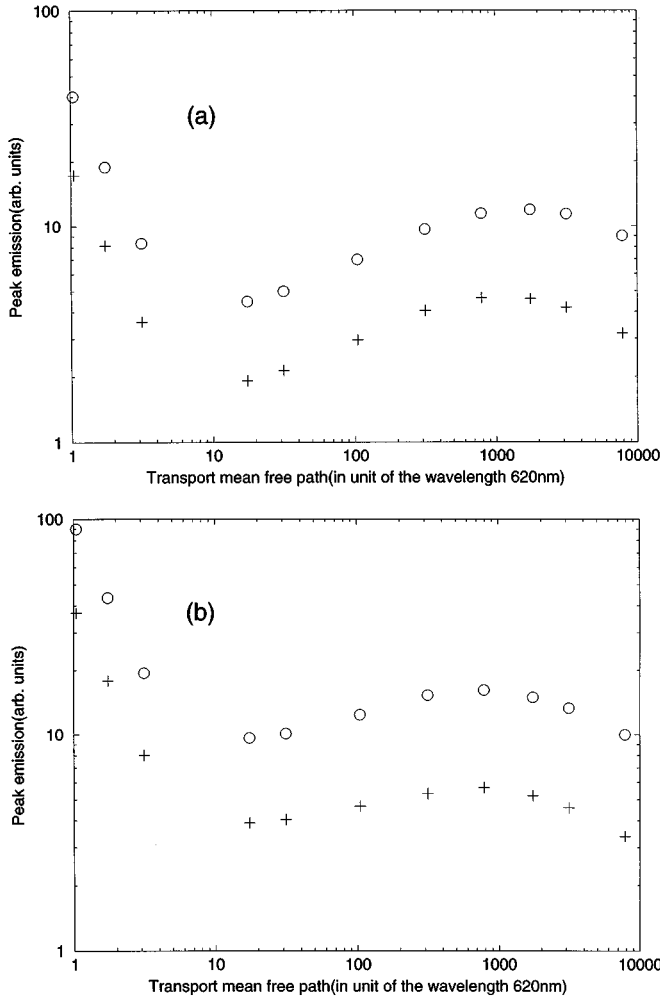 100
(a)
Peak emission(arb. units)
10
1
1 10 100 1000 10000
Transport mean free path(in unit of the wavelength 620nm)
100
(b)
Peak emission(arb. units)
10
1
1 10 100 1000 10000
Transport mean free path(in unit of the wavelength 620nm)